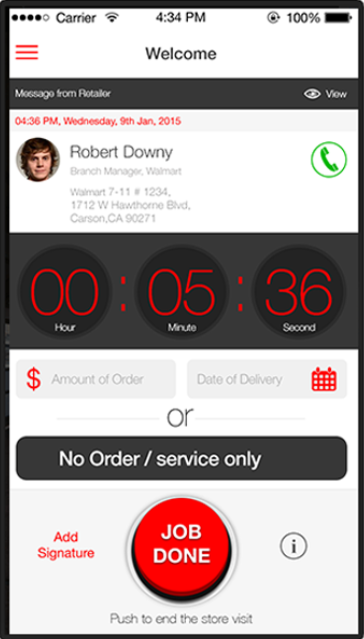 Carrier 4:34 PM 100%
Welcome
Message from Retailer View
04:36 PM, Wednesday, 9th Jan, 2015
Robert Downy
Branch Manager, Walmart
Walmart 7-11 # 1234,
1712 W Hawthorne Blvd,
Carson,CA 90271
00 : 05 : 36
Hour Minute Second
$ Amount of Order Date of Delivery
or
No Order / service only
Add
Signature
JOB
DONE
i
Push to end the store visit